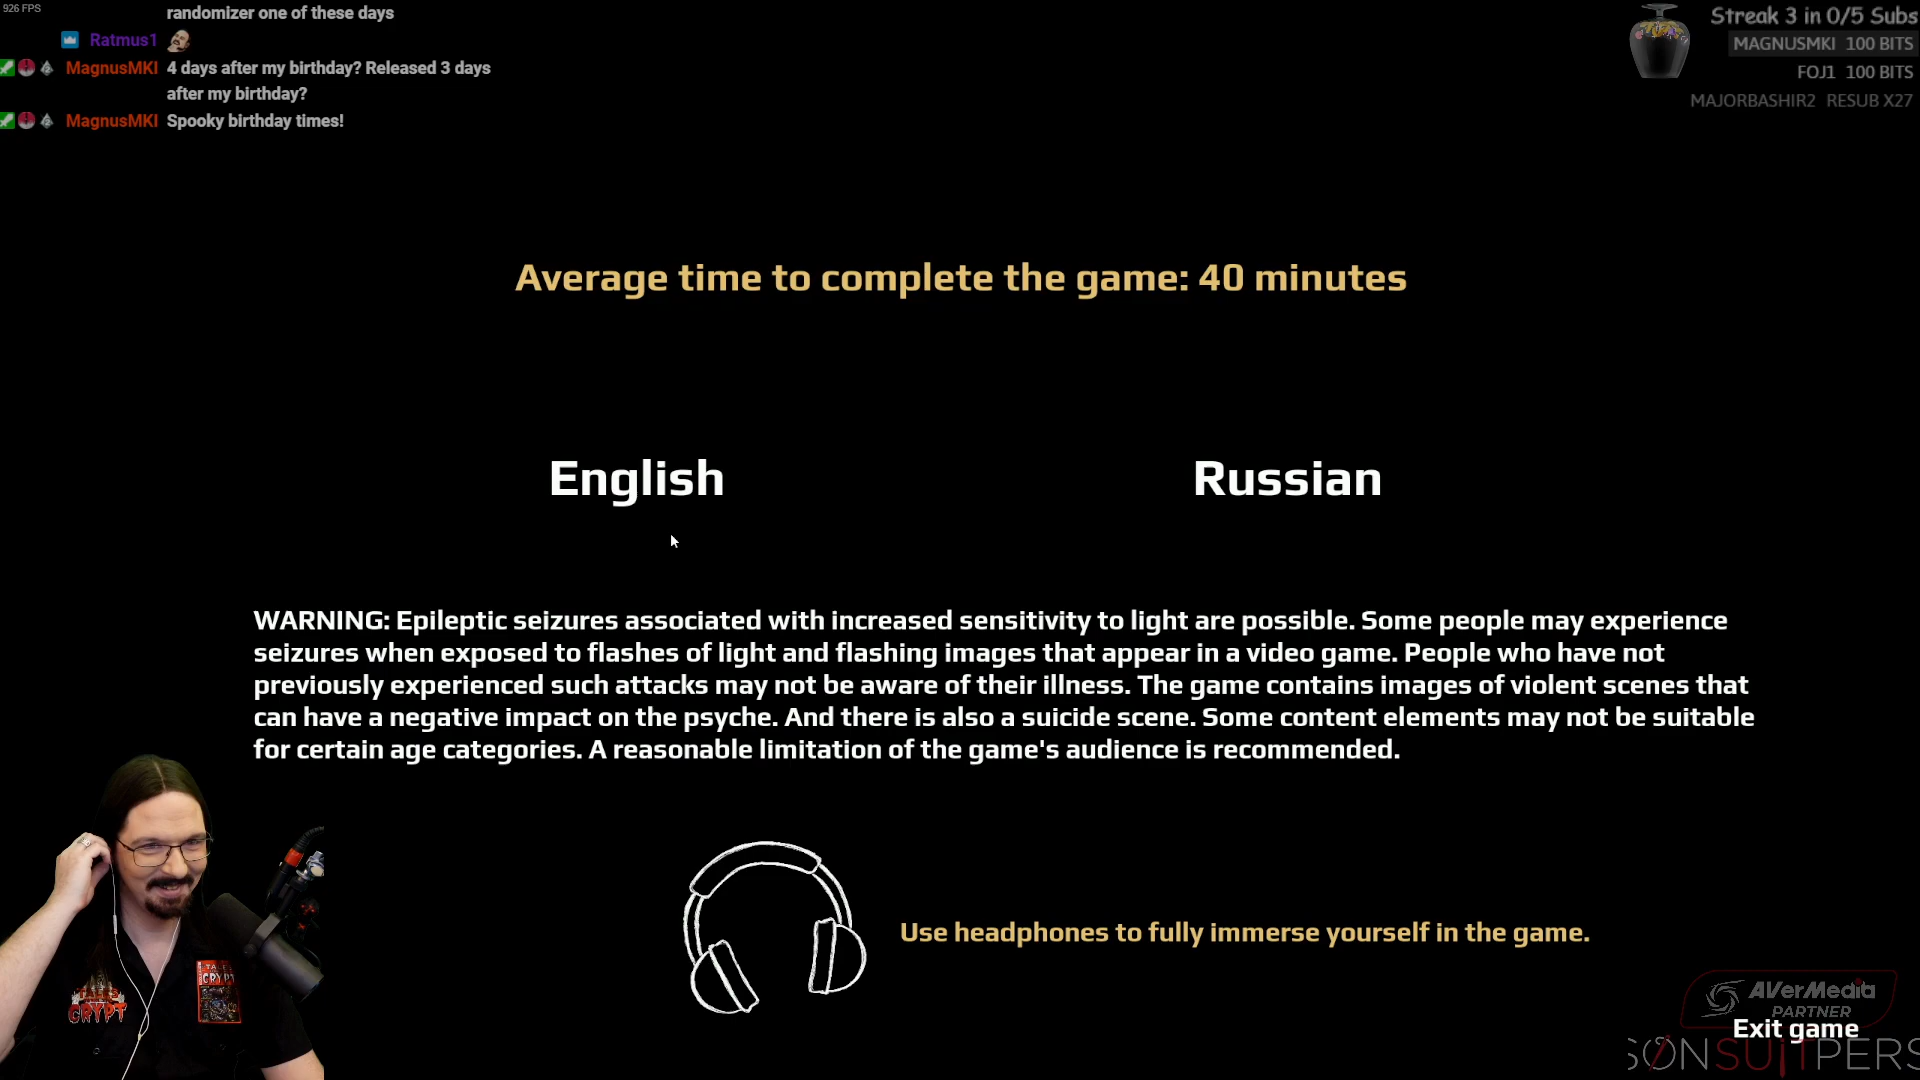 926 FPS
randomizer one of these days
Ratmus1
MagnusMKI 4 days after my birthday? Released 3 days
after my birthday?
MagnusMKI Spooky birthday times!
Streak 3 in 0/5 Subs
MAGNUSMKI 100 BITS
FOJ1 100 BITS
MAJORBASHIR2 RESUB X27
Average time to complete the game: 40 minutes
English
Russian
WARNING: Epileptic seizures associated with increased sensitivity to light are possible. Some people may experience
seizures when exposed to flashes of light and flashing images that appear in a video game. People who have not
previously experienced such attacks may not be aware of their illness. The game contains images of violent scenes that
can have a negative impact on the psyche. And there is also a suicide scene. Some content elements may not be suitable
for certain age categories. A reasonable limitation of the game's audience is recommended.
Use headphones to fully immerse yourself in the game.
AVerMedia
PARTNER
Exit game
SONSUITPERS
TALES
CRYPT
CRYPT